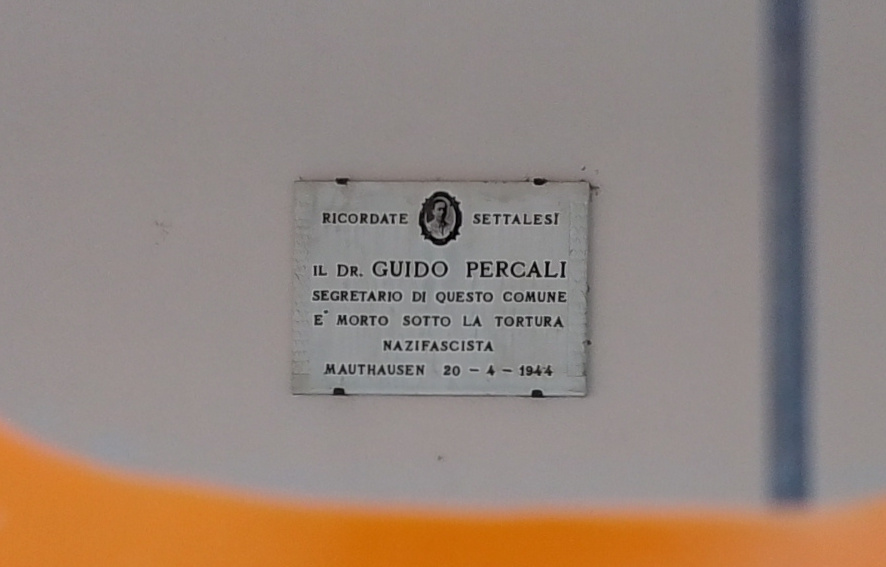 RICORDATE SETTALESI
IL DR. GUIDO PERCALI
SEGRETARIO DI QUESTO COMUNE
E' MORTO SOTTO LA TORTURA
NAZIFASCISTA
MAUTHAUSEN 20 - 4 - 1944